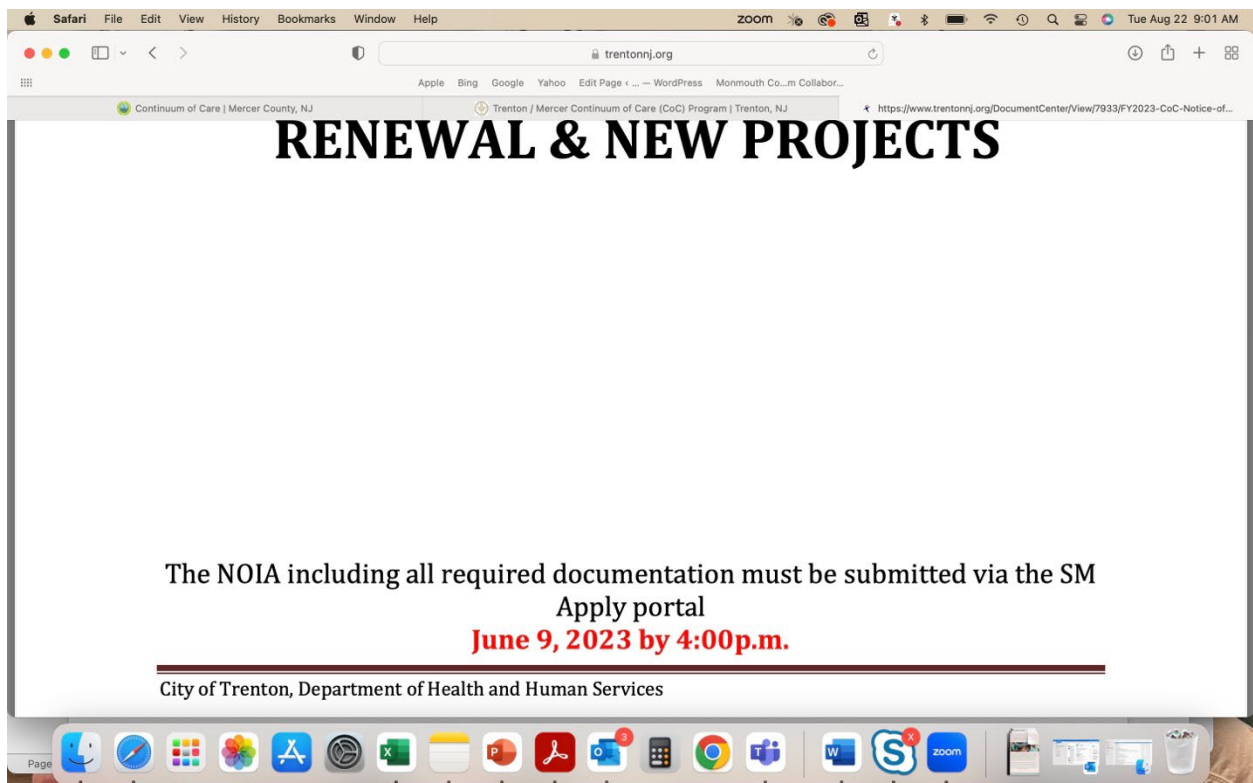 Safari File Edit View History Bookmarks Window Help zoom Tue Aug 22 9:01 AM
trentonnj.org
Apple Bing Google Yahoo Edit Page ‹ ... — WordPress Monmouth Co...m Collabor...
Continuum of Care | Mercer County, NJ Trenton / Mercer Continuum of Care (CoC) Program | Trenton, NJ https://www.trentonnj.org/DocumentCenter/View/7933/FY2023-CoC-Notice-of...
RENEWAL & NEW PROJECTS
The NOIA including all required documentation must be submitted via the SM
Apply portal
June 9, 2023 by 4:00p.m.
City of Trenton, Department of Health and Human Services
Page
3
X
zoom